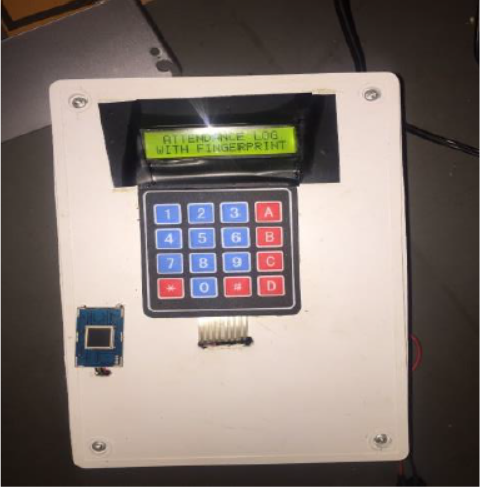 ATTENDANCE LOG
WITH FINGERPRINT
1 2 3 A
4 5 6 B
7 8 9 C
* 0 # D